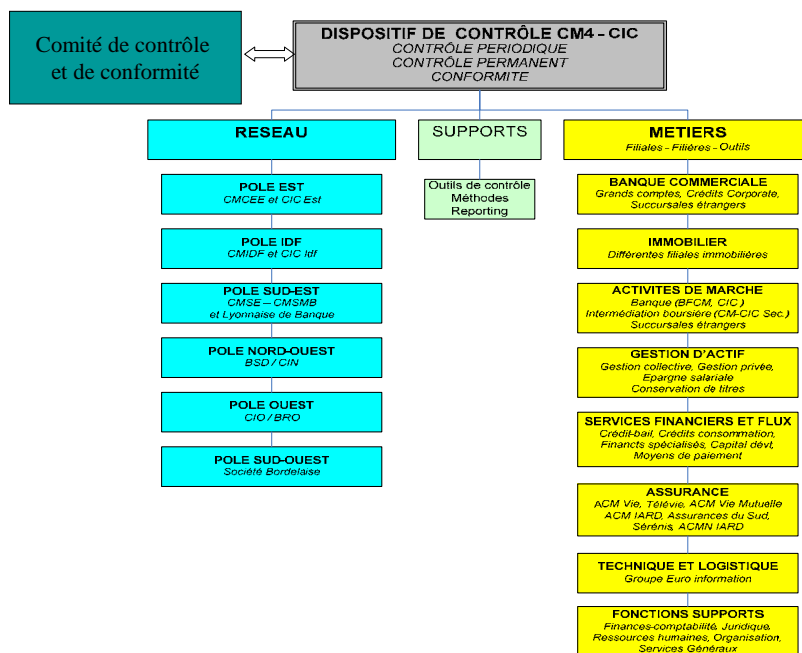 Comité de contrôle
et de conformité
DISPOSITIF DE CONTRÔLE CM4 - CIC
CONTRÔLE PERIODIQUE
CONTRÔLE PERMANENT
CONFORMITE
RESEAU
POLE EST
CMCEE et CIC Est
POLE IDF
CMIDF et CIC Idf
POLE SUD-EST
CMSE – CMSMB
et Lyonnaise de Banque
POLE NORD-OUEST
BSD / CIN
POLE OUEST
CIO / BRO
POLE SUD-OUEST
Société Bordelaise
SUPPORTS
Outils de contrôle
Méthodes
Reporting
METIERS
Filiales - Filières - Outils
BANQUE COMMERCIALE
Grands comptes, Crédits Corporate,
Succursales étrangers
IMMOBILIER
Différentes filiales immobilières
ACTIVITES DE MARCHE
Banque (BFCM, CIC )
Intermédiation boursière (CM-CIC Sec.)
Succursales étrangers
GESTION D'ACTIF
Gestion collective, Gestion privée,
Epargne salariale
Conservation de titres
SERVICES FINANCIERS ET FLUX
Crédit-bail, Crédits consommation,
Financts spécialisés, Capital dévt,
Moyens de paiement
ASSURANCE
ACM Vie, Télévie, ACM Vie Mutuelle
ACM IARD, Assurances du Sud,
Sérénis, ACMN IARD
TECHNIQUE ET LOGISTIQUE
Groupe Euro information
FONCTIONS SUPPORTS
Finances-comptabilité, Juridique,
Ressources humaines, Organisation,
Services Généraux